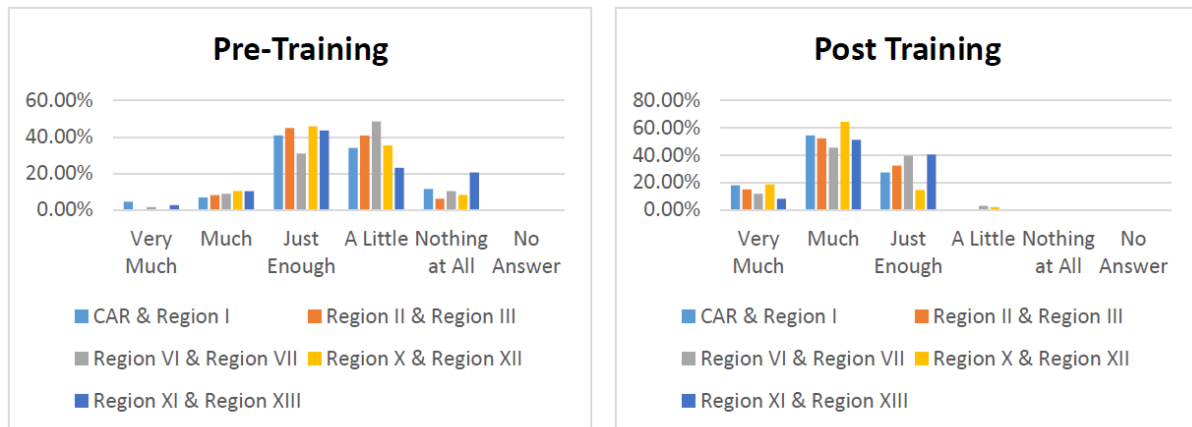 Pre-Training
60.00%
40.00%
20.00%
0.00%
Very Much Just A Little Nothing No
Much Enough at All Answer
CAR & Region I Region II & Region III
Region VI & Region VII Region X & Region XII
Region XI & Region XIII
Post Training
80.00%
60.00%
40.00%
20.00%
0.00%
Very Much Just A Little Nothing No
Much Enough at All Answer
CAR & Region I Region II & Region III
Region VI & Region VII Region X & Region XII
Region XI & Region XIII